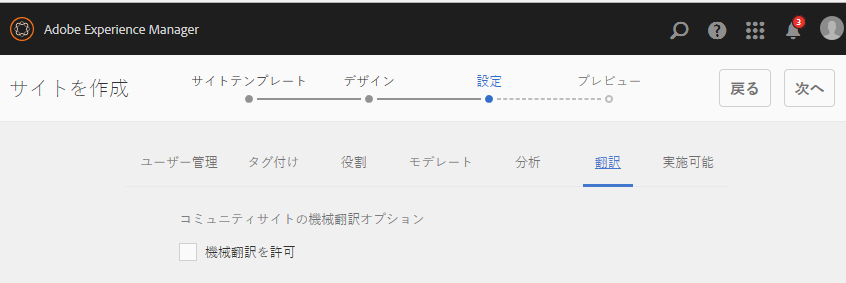 Adobe Experience Manager
3
サイトを作成
サイトテンプレート デザイン 設定 プレビュー
戻る 次へ
ユーザー管理 タグ付け 役割 モデレート 分析 翻訳 実施可能
コミュニティサイトの機械翻訳オプション
機械翻訳を許可